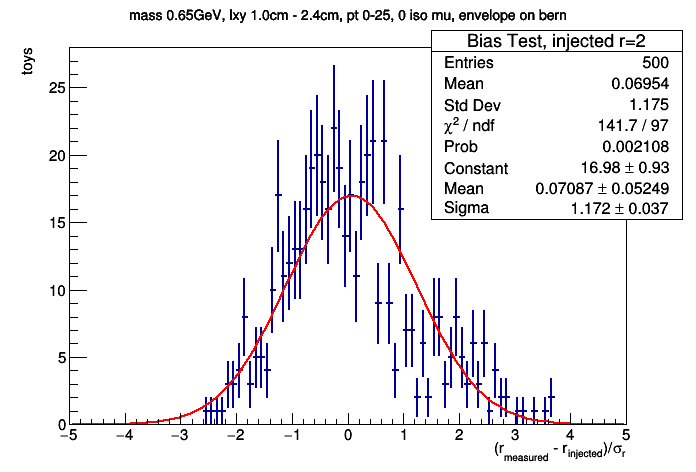 mass 0.65GeV, lxy 1.0cm - 2.4cm, pt 0-25, 0 iso mu, envelope on bern
Bias Test, injected r=2
Entries 500
Mean 0.06954
Std Dev 1.175
χ² / ndf 141.7 / 97
Prob 0.002108
Constant 16.98 ± 0.93
Mean 0.07087 ± 0.05249
Sigma 1.172 ± 0.037
toys
25
20
15
10
5
0
−5 −4 −3 −2 −1 0 1 2 3 4 5
(r_measured - r_injected)/σ_r